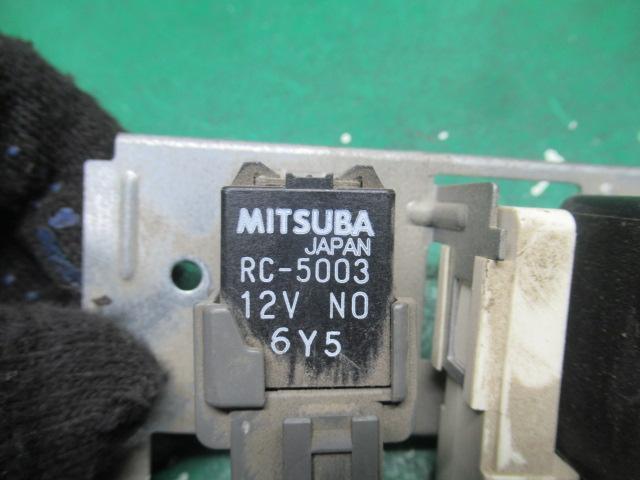 MITSUBA
JAPAN
RC-5003
12V NO
6Y5